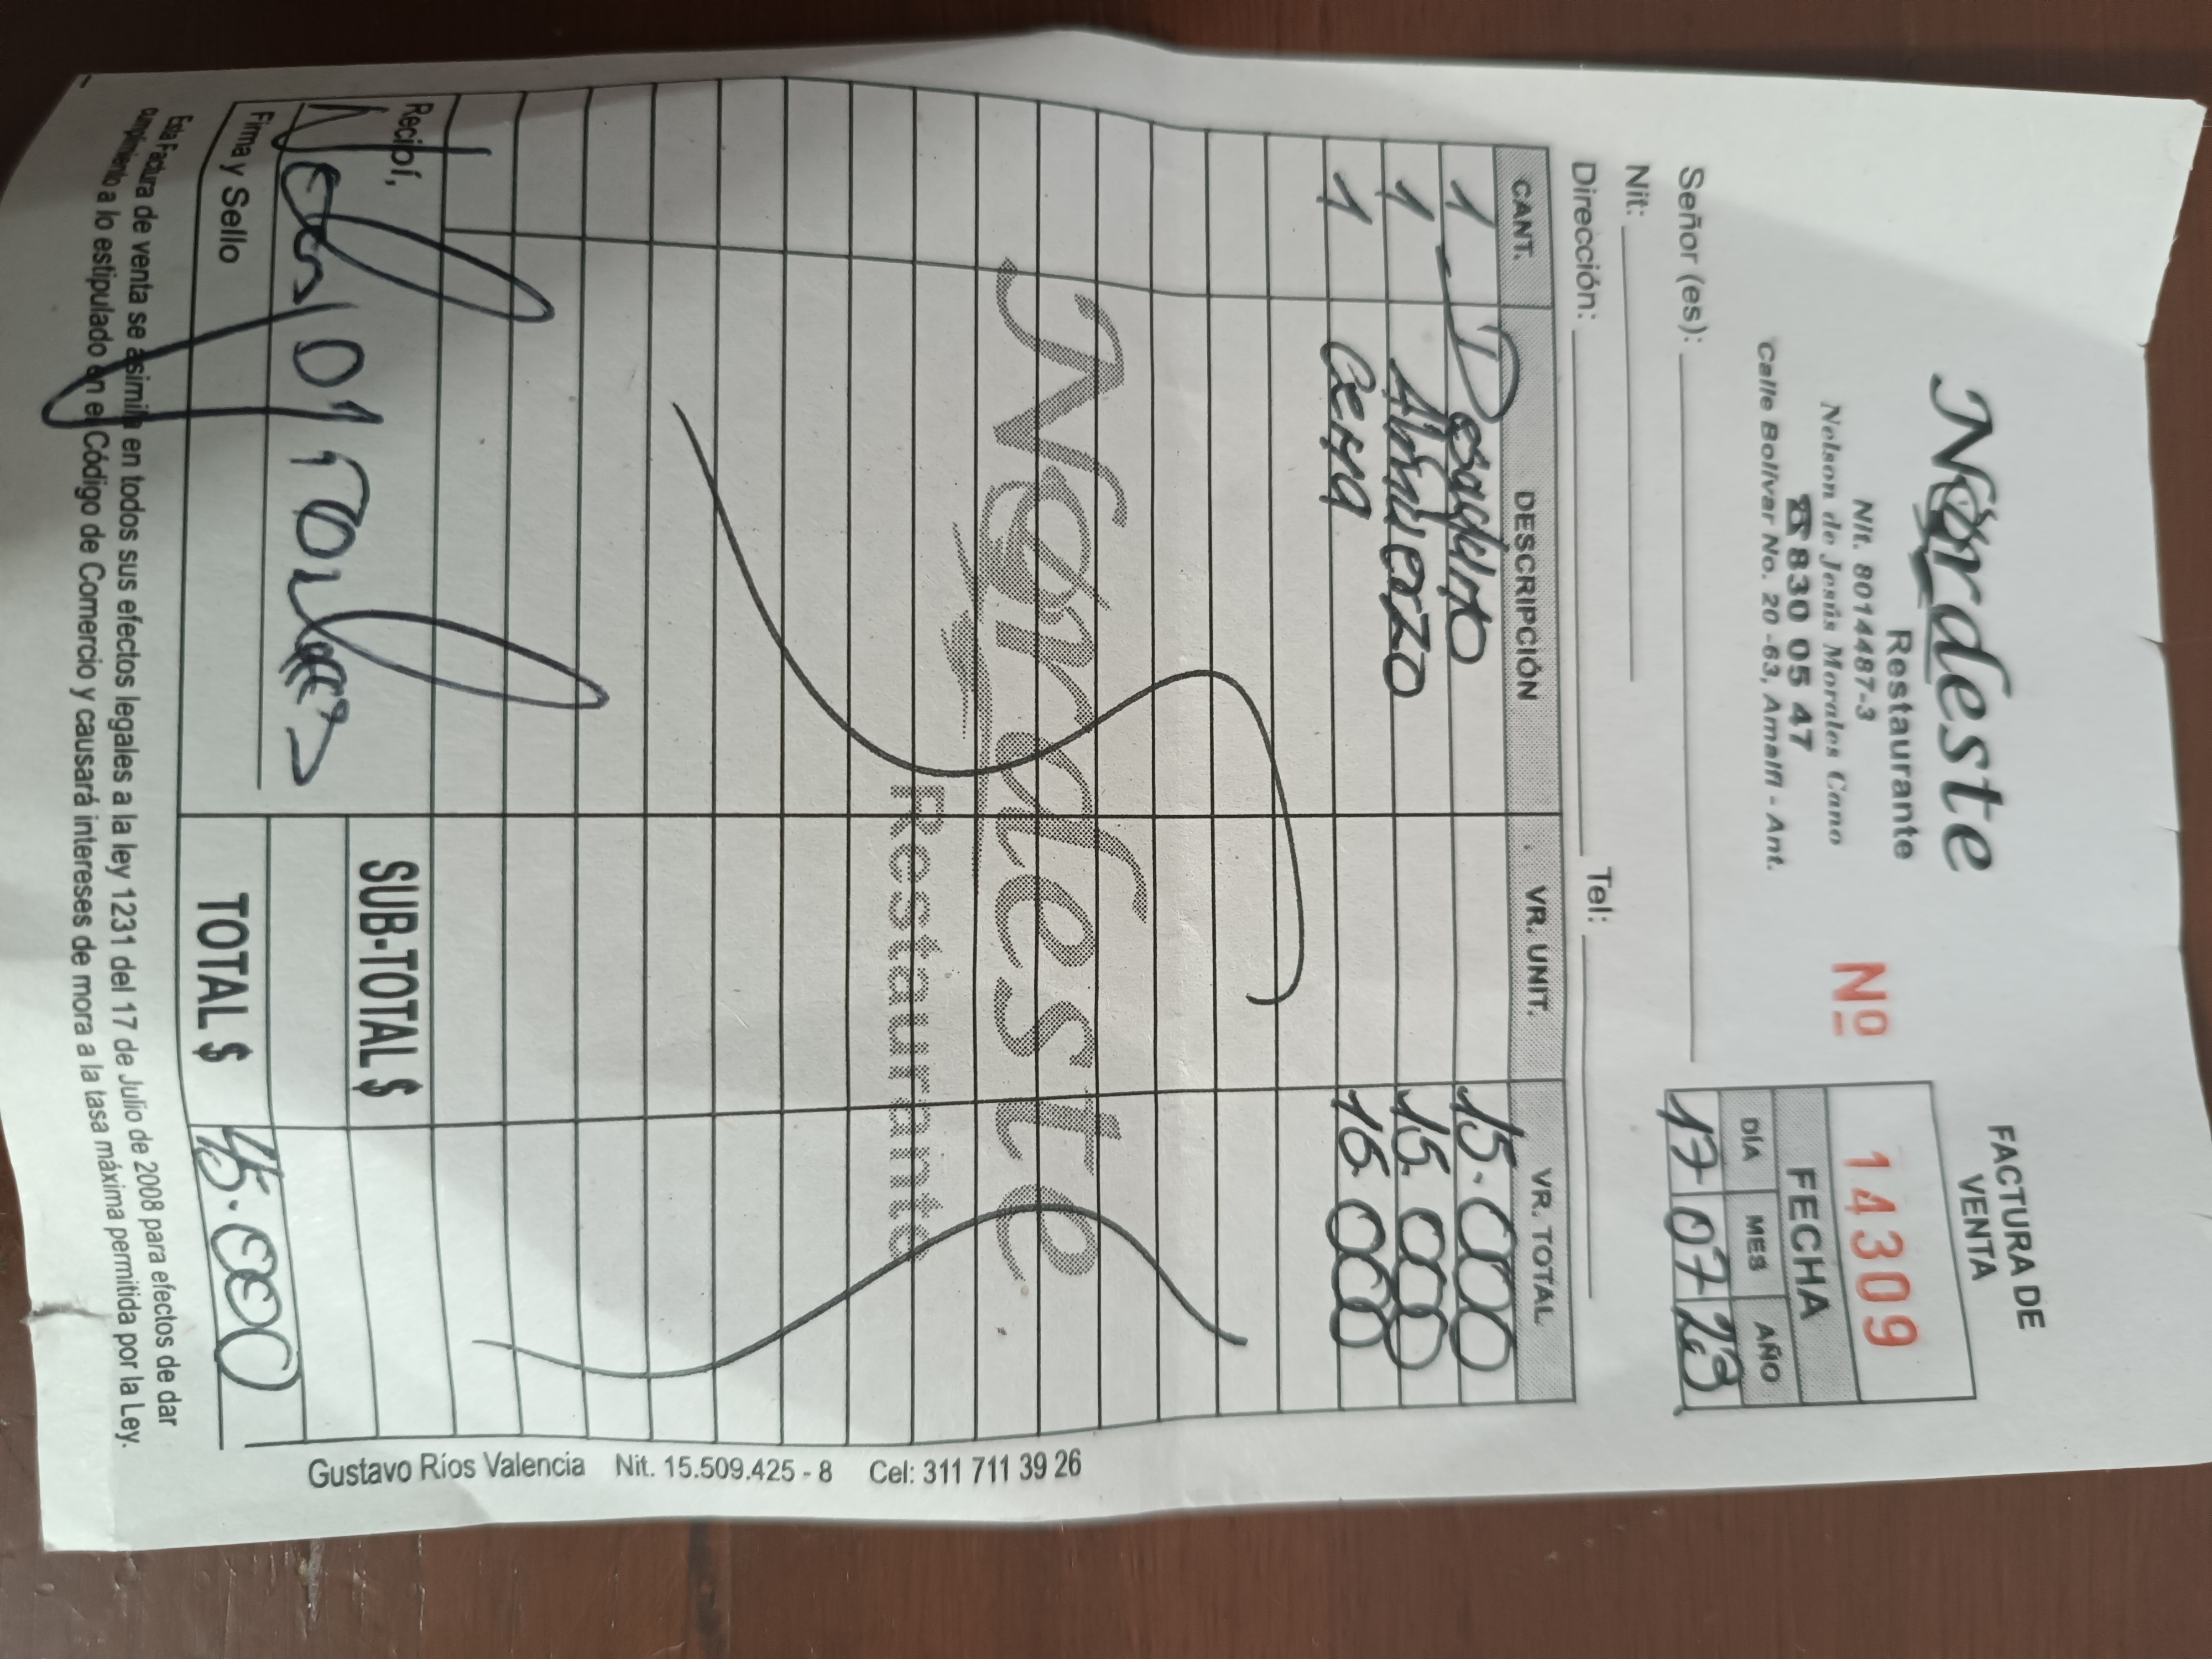 Nordeste
Restaurante
Nit. 8014487-3
Nelson de Jesús Morales Cano
☎ 830 05 47
Calle Bolívar No. 20 -63, Amalfi - Ant.
FACTURA DE
VENTA
Nº 14309
FECHA
DÍA MES AÑO
17 07 23
Señor (es):
Nit:
Dirección: Tel:
CANT. DESCRIPCIÓN VR. UNIT. VR. TOTAL
1 Desayuno 15.000
1 Almuerzo 15.000
1 Cena 15.000
Nordeste
Restaurante
Recipí,
SUB-TOTAL $
Firma y Sello
TOTAL $ 45.000
Esta Factura de venta se asimila en todos sus efectos legales a la ley 1231 del 17 de Julio de 2008 para efectos de dar
cumplimiento a lo estipulado en el Código de Comercio y causará intereses de mora a la tasa máxima permitida por la Ley.
Gustavo Ríos Valencia Nit. 15.509.425 - 8 Cel: 311 711 39 26